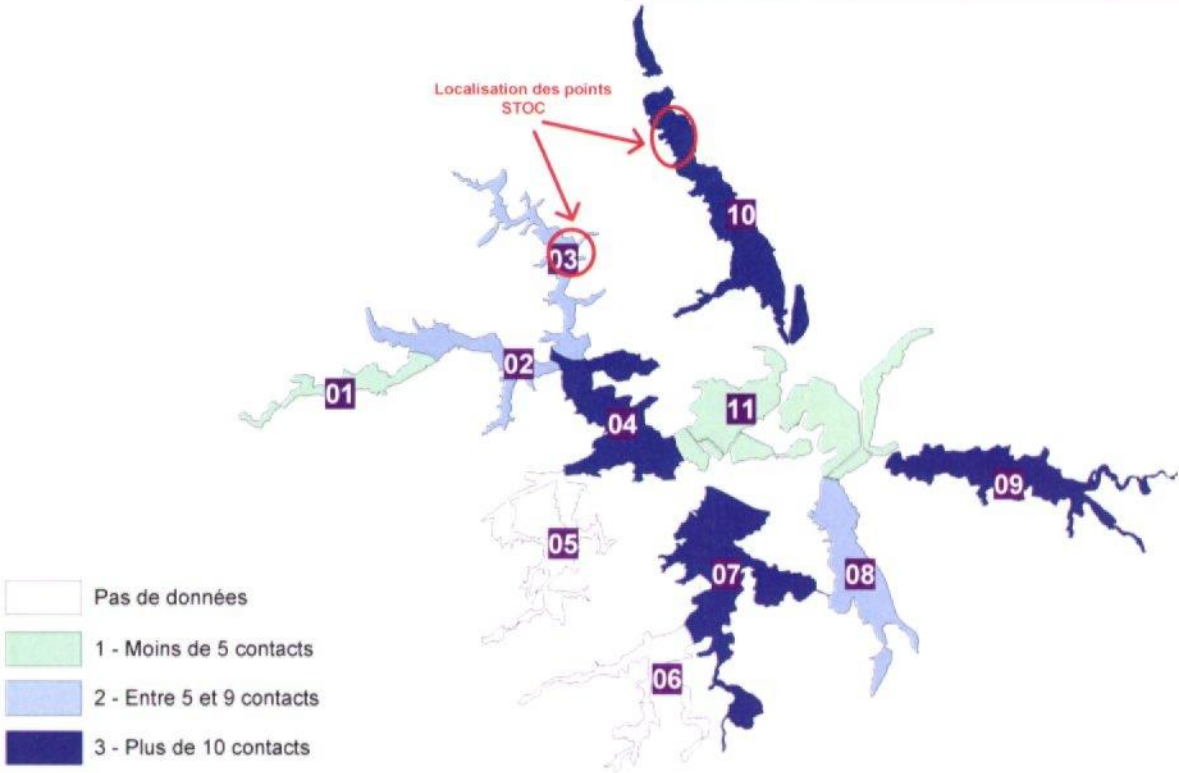 Localisation des points
STOC
10
03
02
01
11
04
09
05
07
08
06
Pas de données
1 - Moins de 5 contacts
2 - Entre 5 et 9 contacts
3 - Plus de 10 contacts